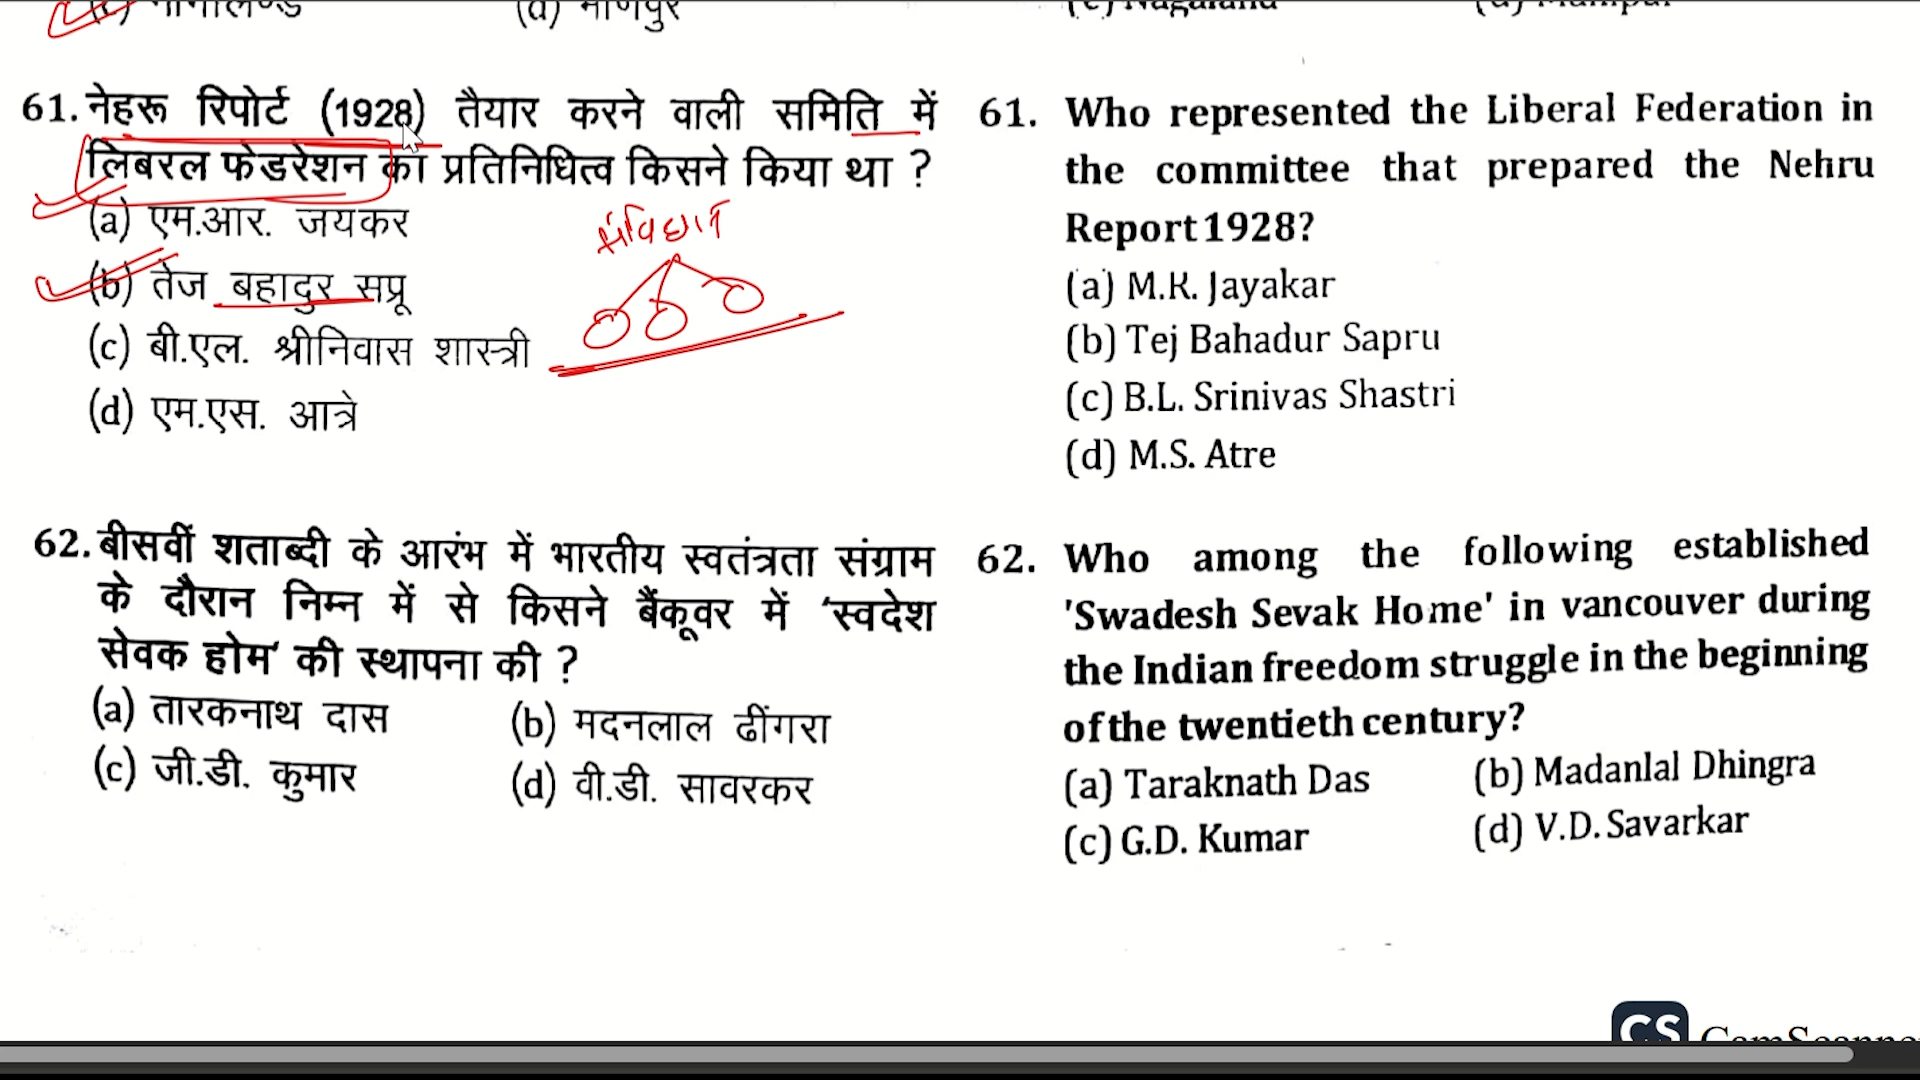 (c) नागालैण्ड (d) मणिपुर
(c) Nagaland (d) Manipur
61. नेहरू रिपोर्ट (1928) तैयार करने वाली समिति में
लिबरल फेडरेशन का प्रतिनिधित्व किसने किया था ?
(a) एम.आर. जयकर
(b) तेज बहादुर सप्रू
(c) बी.एल. श्रीनिवास शास्त्री
(d) एम.एस. आत्रे
संविधान
61. Who represented the Liberal Federation in
the committee that prepared the Nehru
Report 1928?
(a) M.R. Jayakar
(b) Tej Bahadur Sapru
(c) B.L. Srinivas Shastri
(d) M.S. Atre
62. बीसवीं शताब्दी के आरंभ में भारतीय स्वतंत्रता संग्राम
के दौरान निम्न में से किसने बैंकूवर में ‘स्वदेश
सेवक होम’ की स्थापना की ?
(a) तारकनाथ दास (b) मदनलाल ढींगरा
(c) जी.डी. कुमार (d) वी.डी. सावरकर
62. Who among the following established
'Swadesh Sevak Home' in vancouver during
the Indian freedom struggle in the beginning
of the twentieth century?
(a) Taraknath Das (b) Madanlal Dhingra
(c) G.D. Kumar (d) V.D. Savarkar
CS